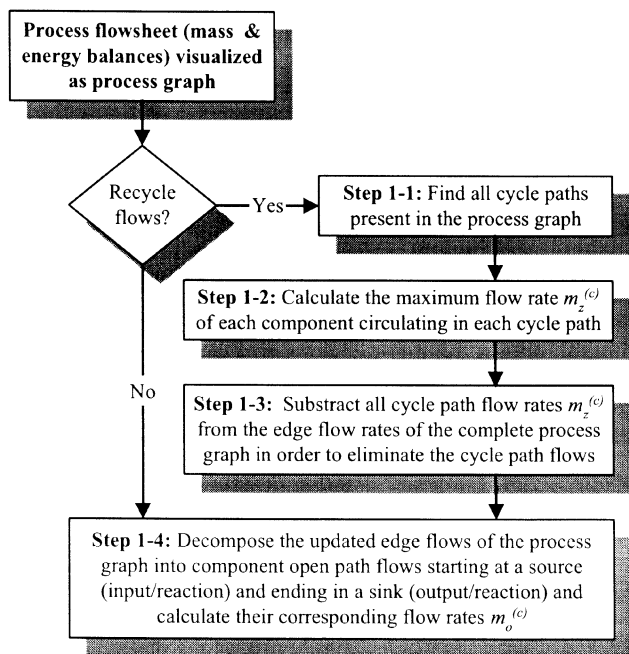 Process flowsheet (mass &
energy balances) visualized
as process graph
Recycle
flows?
Yes
Step 1-1: Find all cycle paths
present in the process graph
Step 1-2: Calculate the maximum flow rate m_z^(c)
of each component circulating in each cycle path
No
Step 1-3: Substract all cycle path flow rates m_z^(c)
from the edge flow rates of the complete process
graph in order to eliminate the cycle path flows
Step 1-4: Decompose the updated edge flows of the process
graph into component open path flows starting at a source
(input/reaction) and ending in a sink (output/reaction) and
calculate their corresponding flow rates m_o^(c)